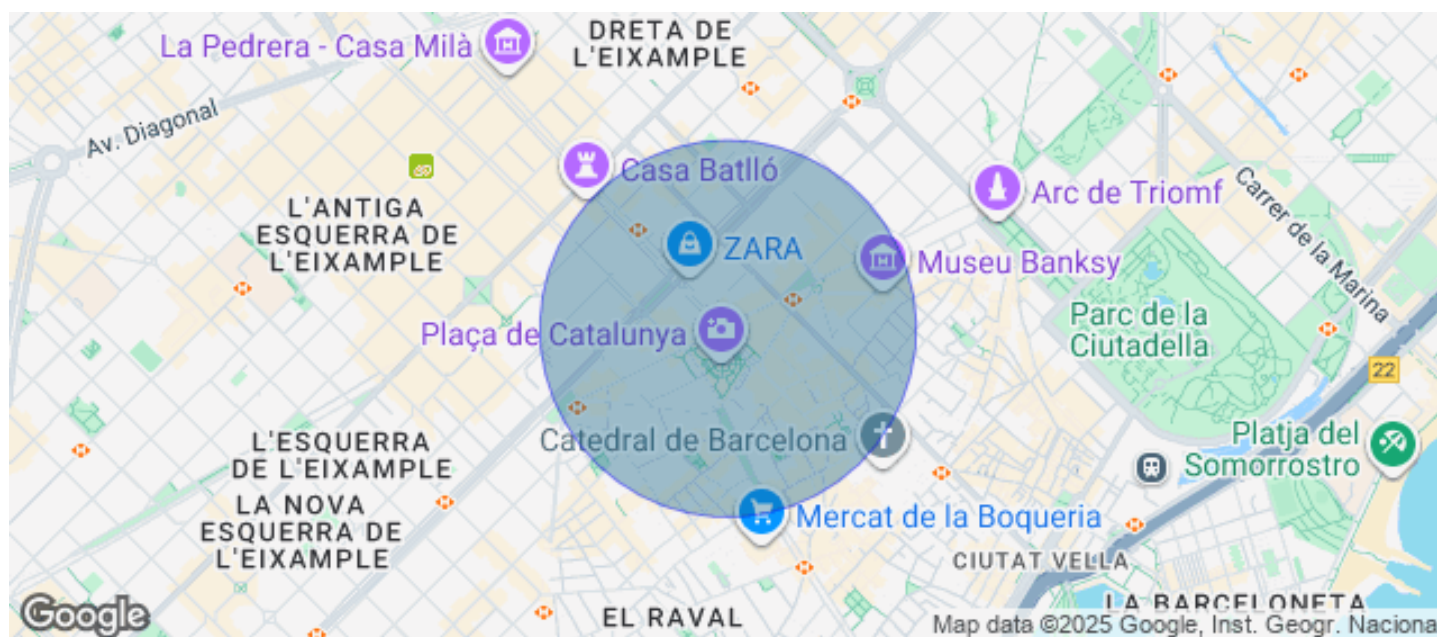 La Pedrera - Casa Milà
DRETA DE
L'EIXAMPLE
Av. Diagonal
Casa Batlló
Arc de Triomf
Carrer de la Marina
L'ANTIGA
ESQUERRA DE
L'EIXAMPLE
ZARA
Museu Banksy
Plaça de Catalunya
Parc de la
Ciutadella
22
L'ESQUERRA
DE L'EIXAMPLE
Catedral de Barcelona
Platja del
Somorrostro
LA NOVA
ESQUERRA DE
L'EIXAMPLE
Mercat de la Boqueria
CIUTAT VELLA
EL RAVAL
LA BARCELONETA
Google
Map data ©2025 Google, Inst. Geogr. Naciona